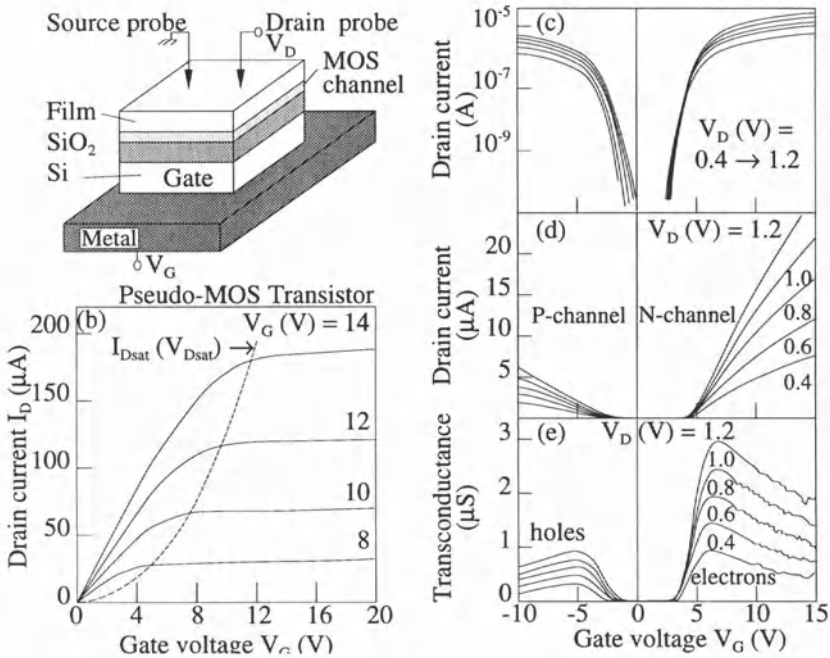 Source probe
Drain probe
V_D
MOS
channel
Film
SiO₂
Si
Gate
Metal
V_G
Pseudo-MOS Transistor
(b)
V_G (V) = 14
I_Dsat (V_Dsat) →
12
10
8
Drain current I_D (μA)
200
150
100
50
0
0 4 8 12 16 20
Gate voltage V_G (V)
(c)
Drain current
(A)
10⁻⁵
10⁻⁷
10⁻⁹
V_D (V) =
0.4 → 1.2
(d)
V_D (V) = 1.2
1.0
0.8
0.6
0.4
P-channel
N-channel
Drain current
(μA)
20
15
10
5
(e)
V_D (V) = 1.2
1.0
0.8
0.6
0.4
holes
electrons
Transconductance
(μS)
3
2
1
0
-10 -5 0 5 10 15
Gate voltage V_G (V)